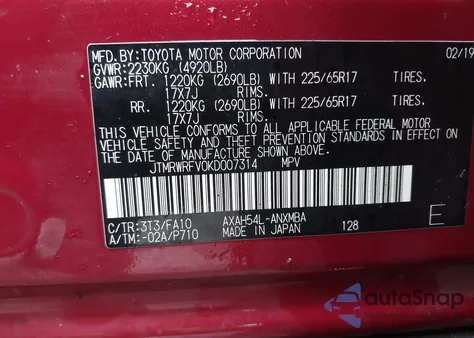 MFD. BY: TOYOTA MOTOR CORPORATION 02/19
GVWR: 2230KG (4920LB)
GAWR: FRT. 1220KG (2690LB) WITH 225/65R17 TIRES.
17X7J RIMS.
RR. 1220KG (2690LB) WITH 225/65R17 TIRES.
17X7J RIMS.
THIS VEHICLE CONFORMS TO ALL APPLICABLE FEDERAL MOTOR
VEHICLE SAFETY STANDARDS IN EFFECT ON THE DATE OF
MANUFACTURE SHOWN ABOVE.
JTMRWRFV0KD007314 MPV
C/TR: 3T3/FA10 AXAH54L-ANXMBA
A/TM: -02A/P710 MADE IN JAPAN 128 E
autoSnap